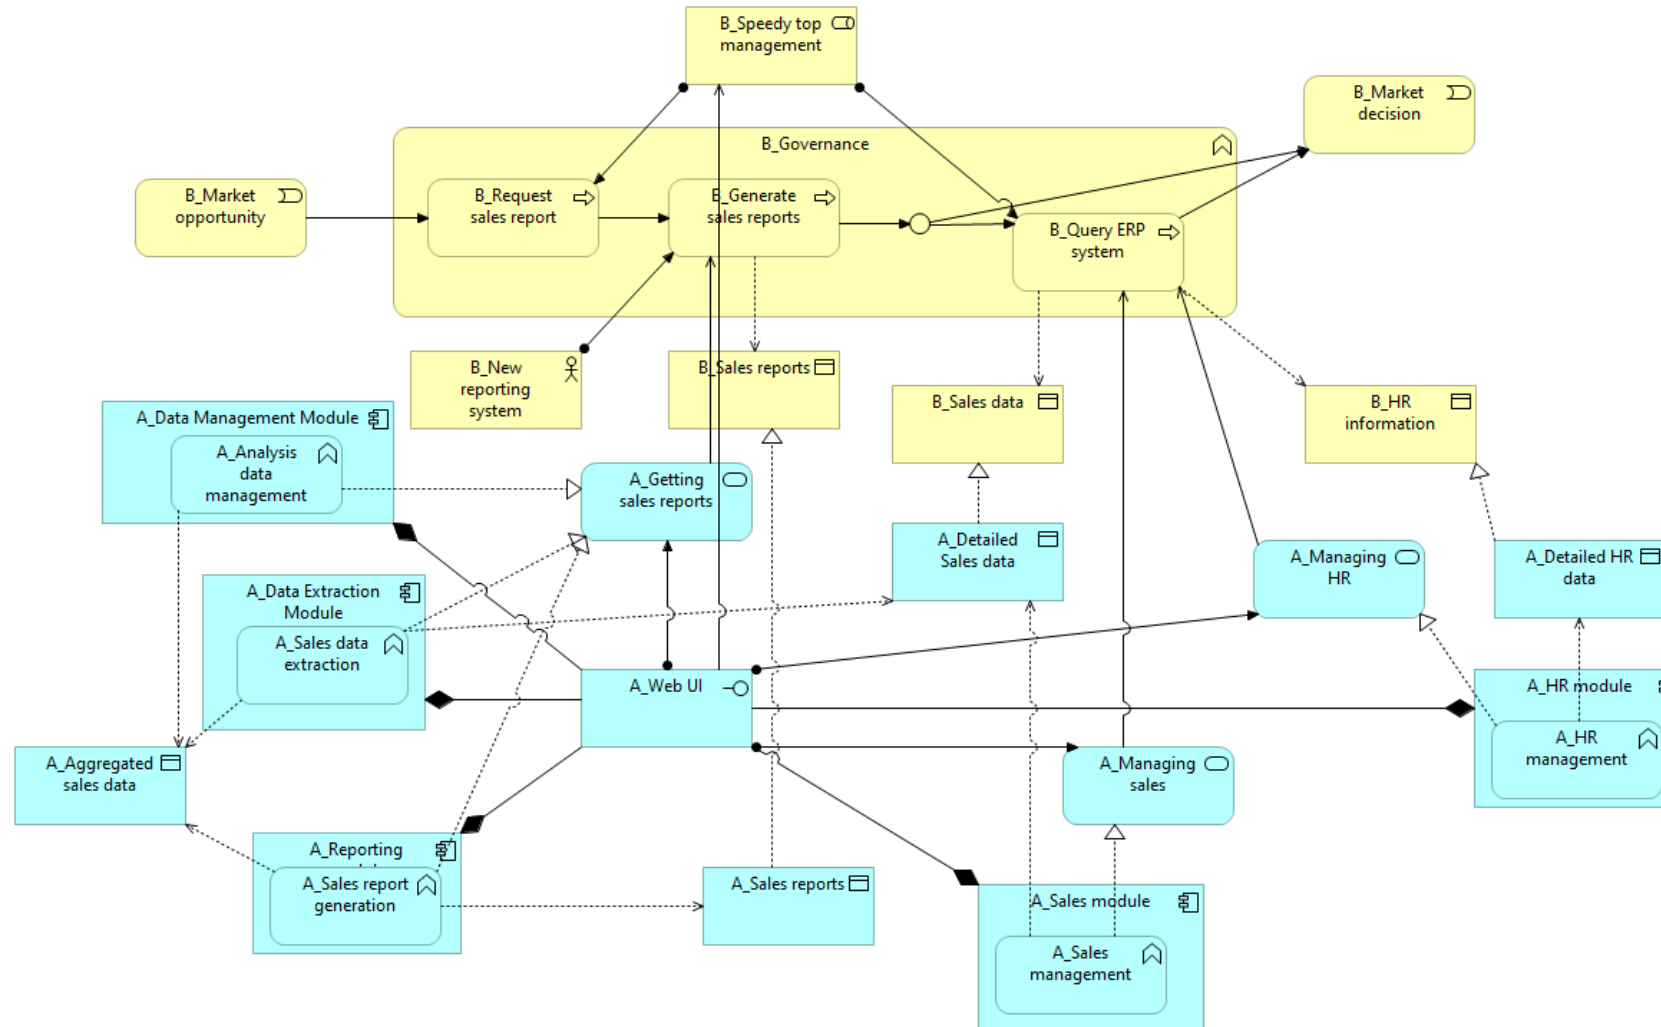 B_Speedy top
management
B_Market
decision
B_Governance
B_Market
opportunity
B_Request
sales report
B_Generate
sales reports
B_Query ERP
system
B_New
reporting
system
B_Sales reports
B_Sales data
B_HR
information
A_Data Management Module
A_Analysis
data
management
A_Getting
sales reports
A_Detailed
Sales data
A_Managing
HR
A_Detailed HR
data
A_Data Extraction
Module
A_Sales data
extraction
A_Web UI
A_HR module
A_HR
management
A_Aggregated
sales data
A_Managing
sales
A_Reporting
A_Sales report
generation
A_Sales reports
A_Sales module
A_Sales
management